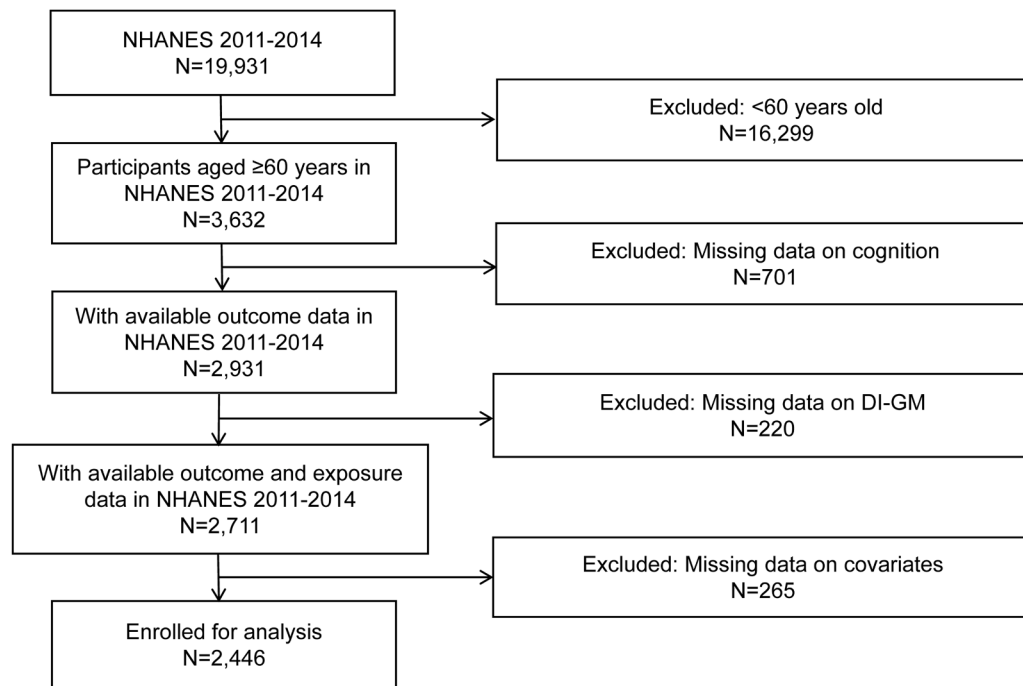 NHANES 2011-2014
N=19,931
Excluded: <60 years old
N=16,299
Participants aged ≥60 years in
NHANES 2011-2014
N=3,632
Excluded: Missing data on cognition
N=701
With available outcome data in
NHANES 2011-2014
N=2,931
Excluded: Missing data on DI-GM
N=220
With available outcome and exposure
data in NHANES 2011-2014
N=2,711
Excluded: Missing data on covariates
N=265
Enrolled for analysis
N=2,446